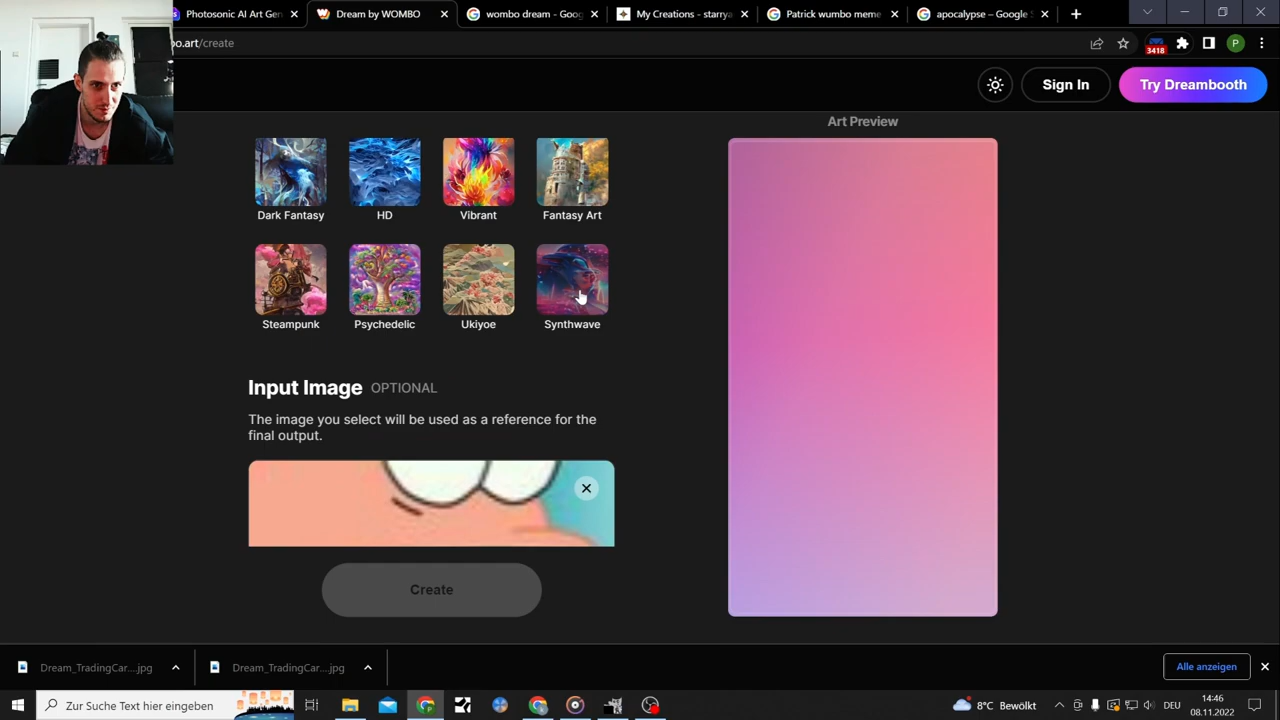 Photosonic AI Art Gen
Dream by WOMBO
wombo dream - Goo
My Creations - starrya
Patrick wumbo meme
apocalypse – Google S
bo.art/create
3418
P
Sign In
Try Dreambooth
Art Preview
Dark Fantasy
HD
Vibrant
Fantasy Art
Steampunk
Psychedelic
Ukiyoe
Synthwave
Input Image OPTIONAL
The image you select will be used as a reference for the
final output.
Create
Dream_TradingCar....jpg
Dream_TradingCar....jpg
Alle anzeigen
Zur Suche Text hier eingeben
8°C Bewölkt
DEU
14:46
08.11.2022